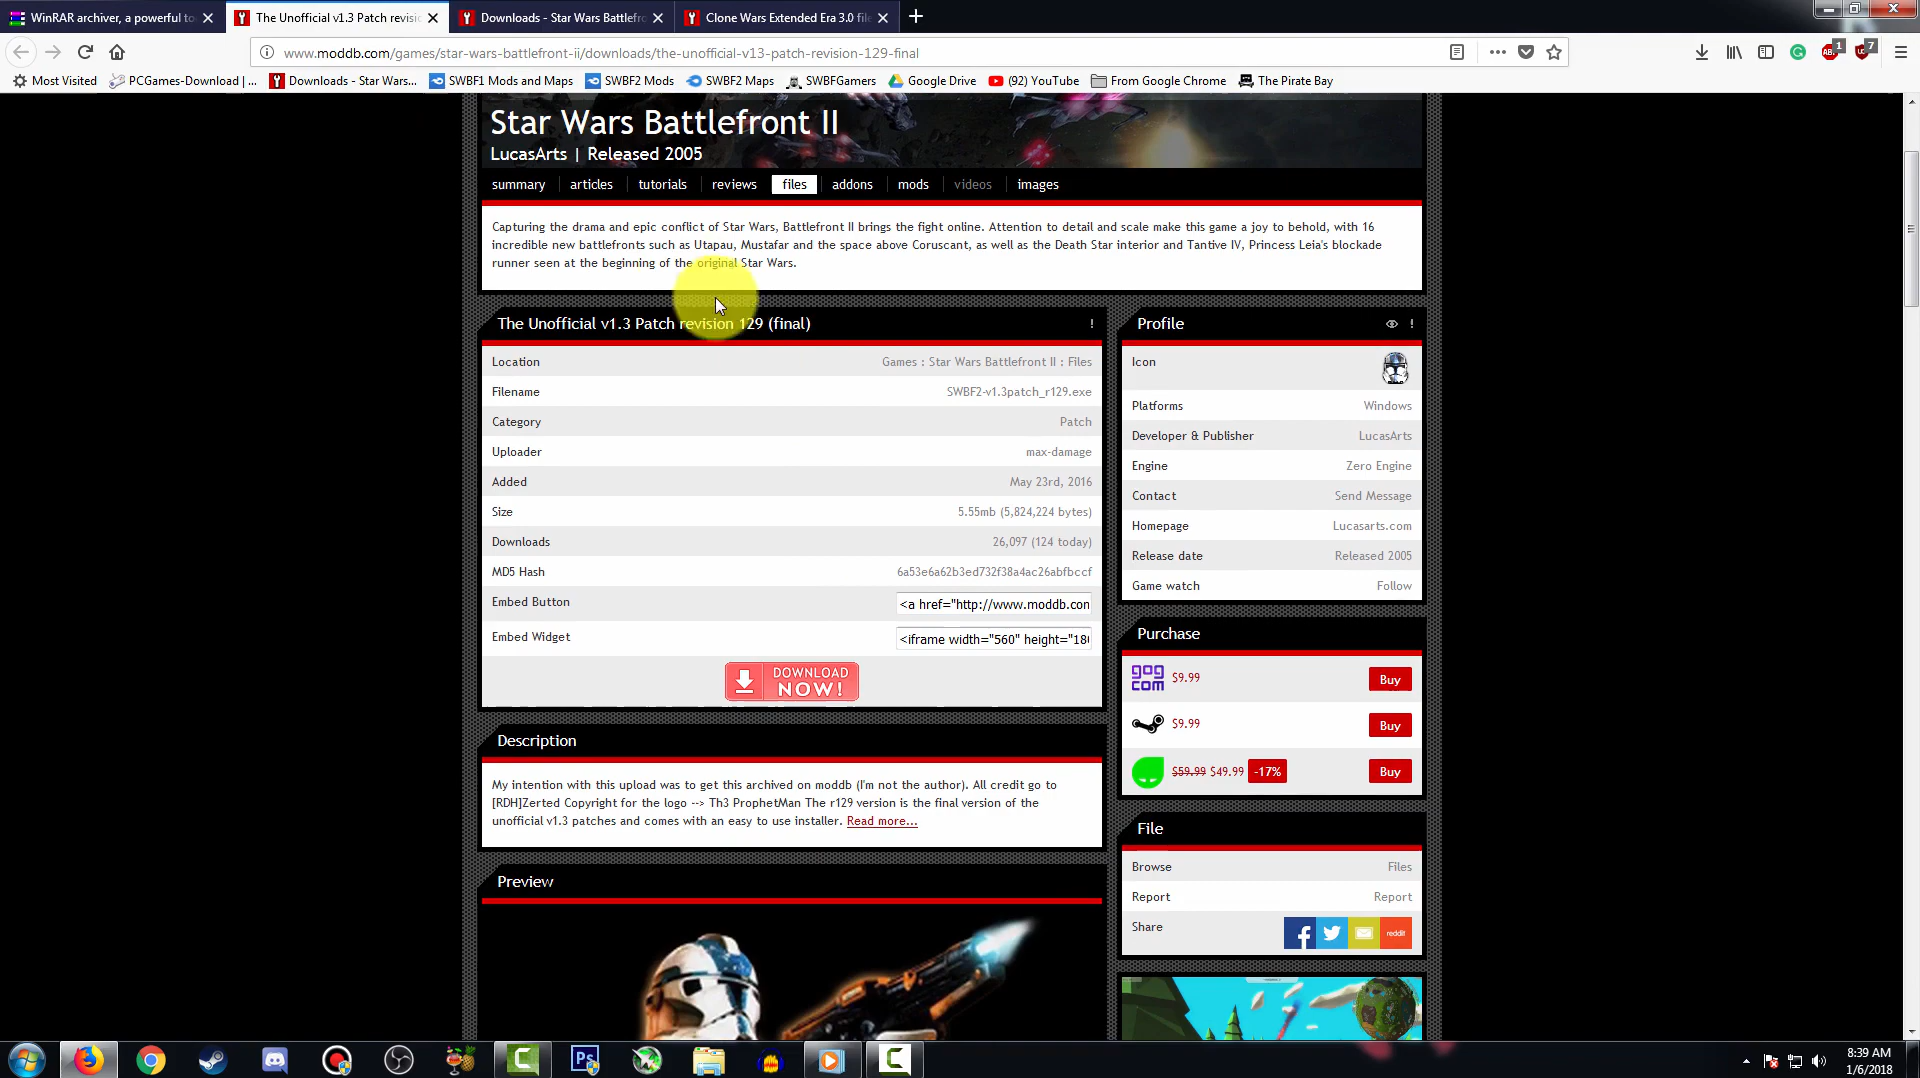 WinRAR archiver, a powerful to
The Unofficial v1.3 Patch revisi
Downloads - Star Wars Battlefr
Clone Wars Extended Era 3.0 file
www.moddb.com/games/star-wars-battlefront-ii/downloads/the-unofficial-v13-patch-revision-129-final
1
7
Most Visited
PCGames-Download | ...
Downloads - Star Wars...
SWBF1 Mods and Maps
SWBF2 Mods
SWBF2 Maps
SWBFGamers
Google Drive
(92) YouTube
From Google Chrome
The Pirate Bay
Star Wars Battlefront II
LucasArts | Released 2005
summary articles tutorials reviews files addons mods videos images
Capturing the drama and epic conflict of Star Wars, Battlefront II brings the fight online. Attention to detail and scale make this game a joy to behold, with 16
incredible new battlefronts such as Utapau, Mustafar and the space above Coruscant, as well as the Death Star interior and Tantive IV, Princess Leia's blockade
runner seen at the beginning of the original Star Wars.
The Unofficial v1.3 Patch revision 129 (final) !
Location Games : Star Wars Battlefront II : Files
Filename SWBF2-v1.3patch_r129.exe
Category Patch
Uploader max-damage
Added May 23rd, 2016
Size 5.55mb (5,824,224 bytes)
Downloads 26,097 (124 today)
MD5 Hash 6a53e6a62b3ed732f38a4ac26abfbccf
Embed Button <a href="http://www.moddb.com
Embed Widget <iframe width="560" height="180
DOWNLOAD
NOW!
Description
My intention with this upload was to get this archived on moddb (I'm not the author). All credit go to
[RDH]Zerted Copyright for the logo --> Th3 ProphetMan The r129 version is the final version of the
unofficial v1.3 patches and comes with an easy to use installer. Read more...
Preview
Profile !
Icon
Platforms Windows
Developer & Publisher LucasArts
Engine Zero Engine
Contact Send Message
Homepage Lucasarts.com
Release date Released 2005
Game watch Follow
Purchase
gog com $9.99 Buy
$9.99 Buy
$59.99 $49.99 -17% Buy
File
Browse Files
Report Report
Share reddit
Ps
8:39 AM
1/6/2018